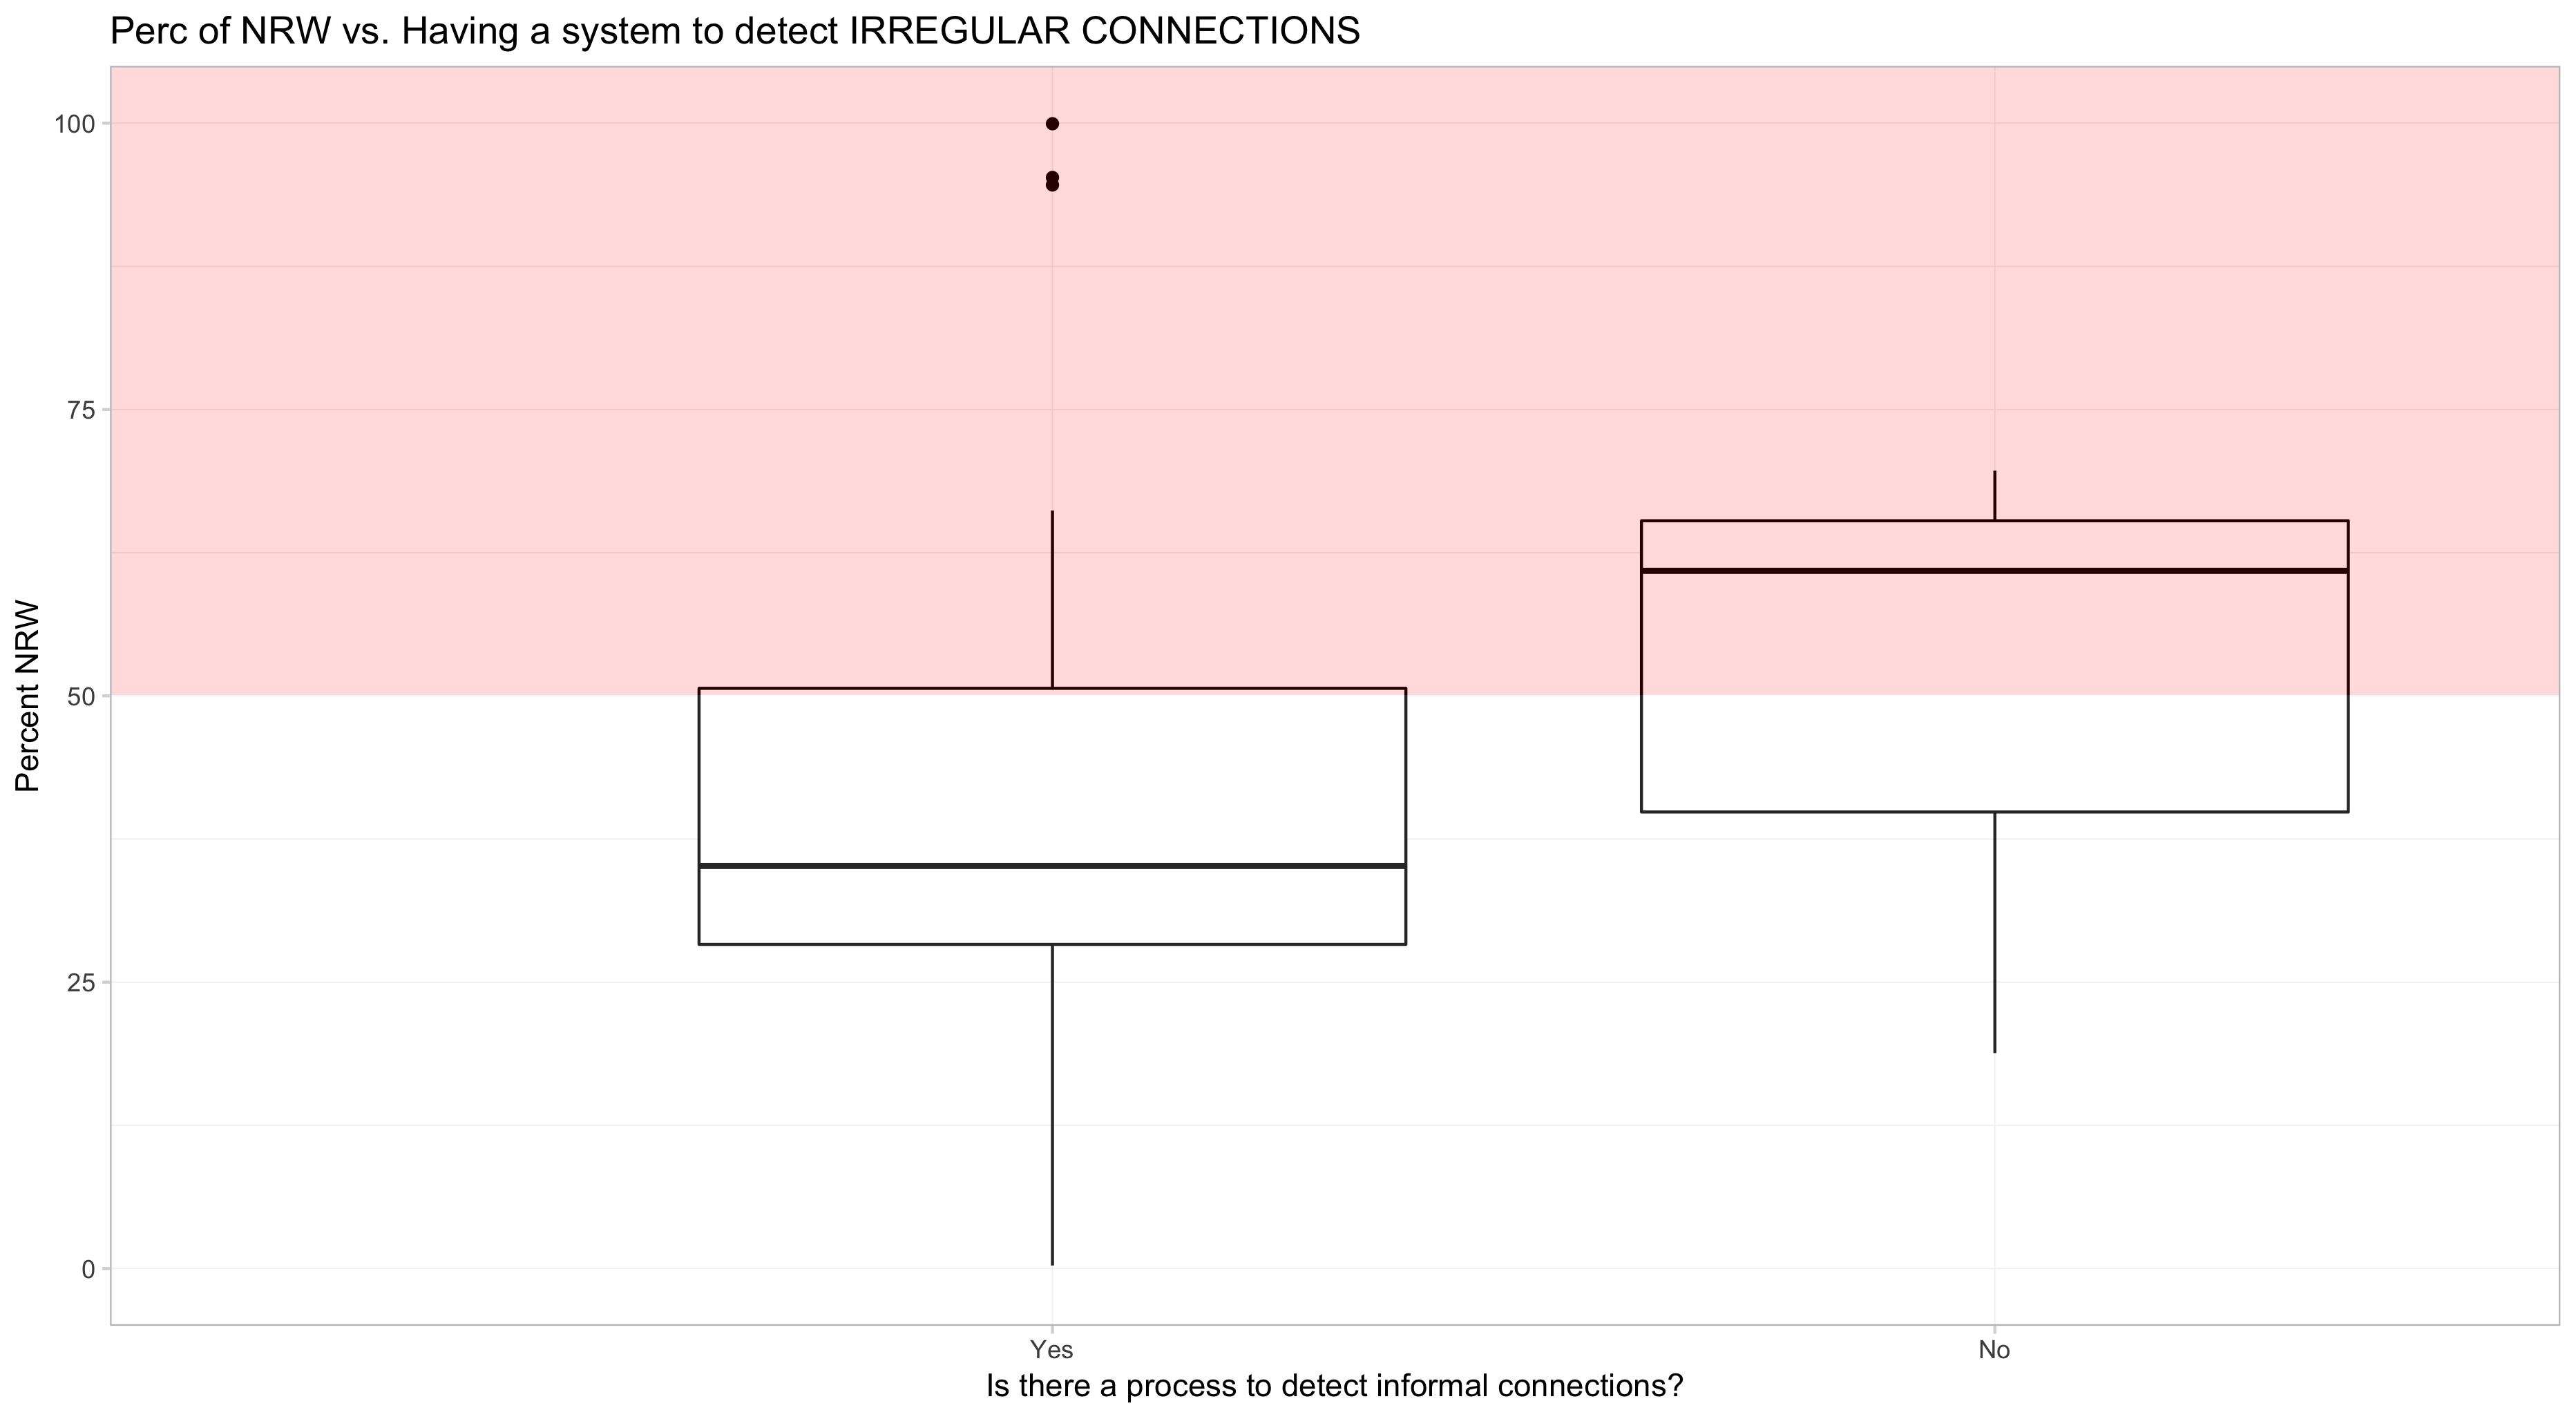 Perc of NRW vs. Having a system to detect IRREGULAR CONNECTIONS
100
75
50
25
0
Percent NRW
Yes
No
Is there a process to detect informal connections?